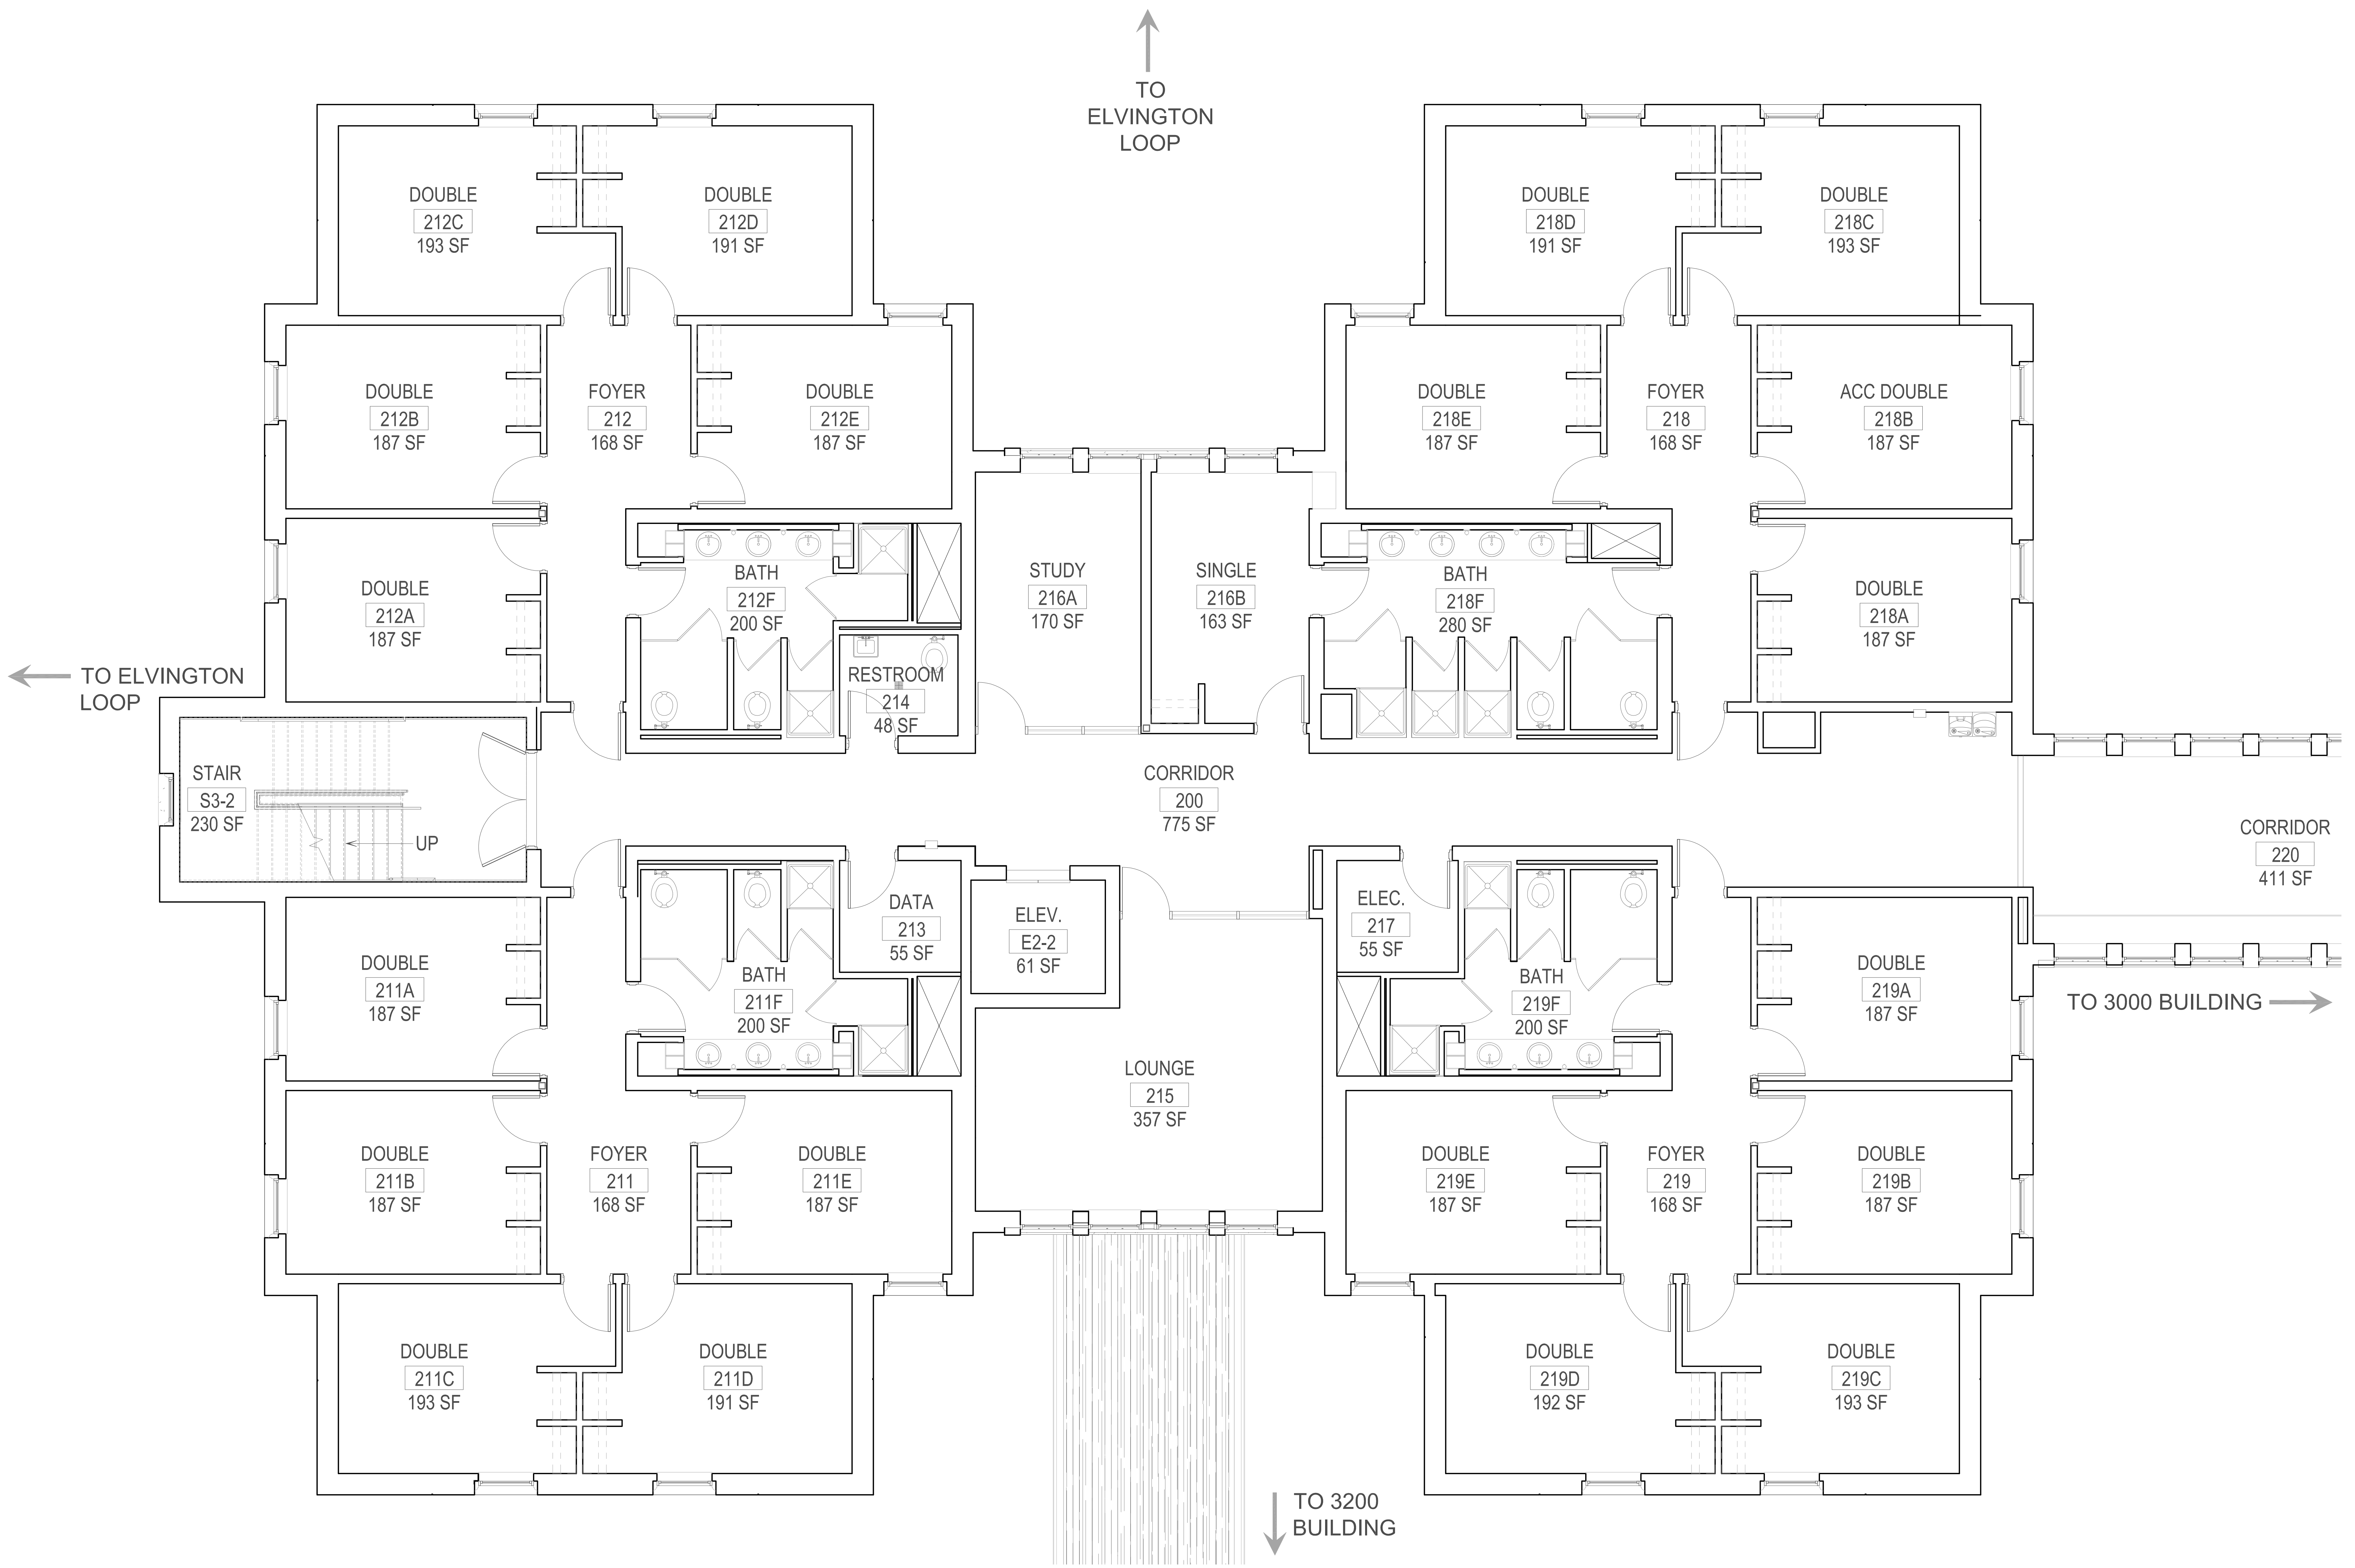 TO
ELVINGTON
LOOP
DOUBLE
212C
193 SF
DOUBLE
212D
191 SF
DOUBLE
218D
191 SF
DOUBLE
218C
193 SF
DOUBLE
212B
187 SF
FOYER
212
168 SF
DOUBLE
212E
187 SF
DOUBLE
218E
187 SF
FOYER
218
168 SF
ACC DOUBLE
218B
187 SF
DOUBLE
212A
187 SF
BATH
212F
200 SF
STUDY
216A
170 SF
SINGLE
216B
163 SF
BATH
218F
280 SF
DOUBLE
218A
187 SF
TO ELVINGTON
LOOP
RESTROOM
214
48 SF
STAIR
S3-2
230 SF
UP
CORRIDOR
200
775 SF
CORRIDOR
220
411 SF
DOUBLE
211A
187 SF
BATH
211F
200 SF
DATA
213
55 SF
ELEV.
E2-2
61 SF
ELEC.
217
55 SF
BATH
219F
200 SF
DOUBLE
219A
187 SF
TO 3000 BUILDING
LOUNGE
215
357 SF
DOUBLE
211B
187 SF
FOYER
211
168 SF
DOUBLE
211E
187 SF
DOUBLE
219E
187 SF
FOYER
219
168 SF
DOUBLE
219B
187 SF
DOUBLE
211C
193 SF
DOUBLE
211D
191 SF
DOUBLE
219D
192 SF
DOUBLE
219C
193 SF
TO 3200
BUILDING